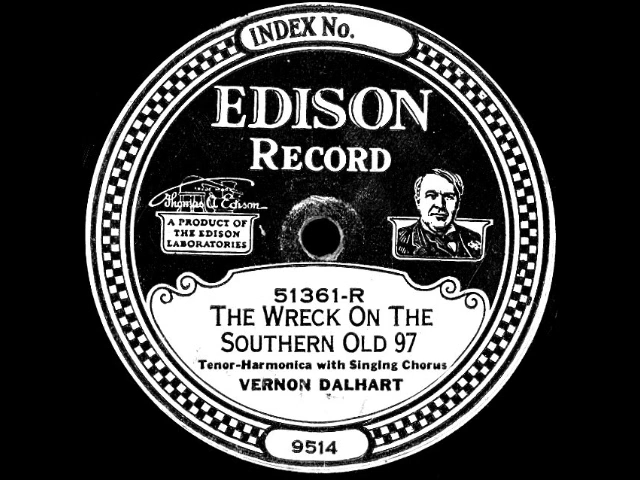 INDEX No.
EDISON
RECORD
Thomas A Edison
A PRODUCT OF
THE EDISON
LABORATORIES
51361-R
THE WRECK ON THE
SOUTHERN OLD 97
Tenor-Harmonica with Singing Chorus
VERNON DALHART
9514